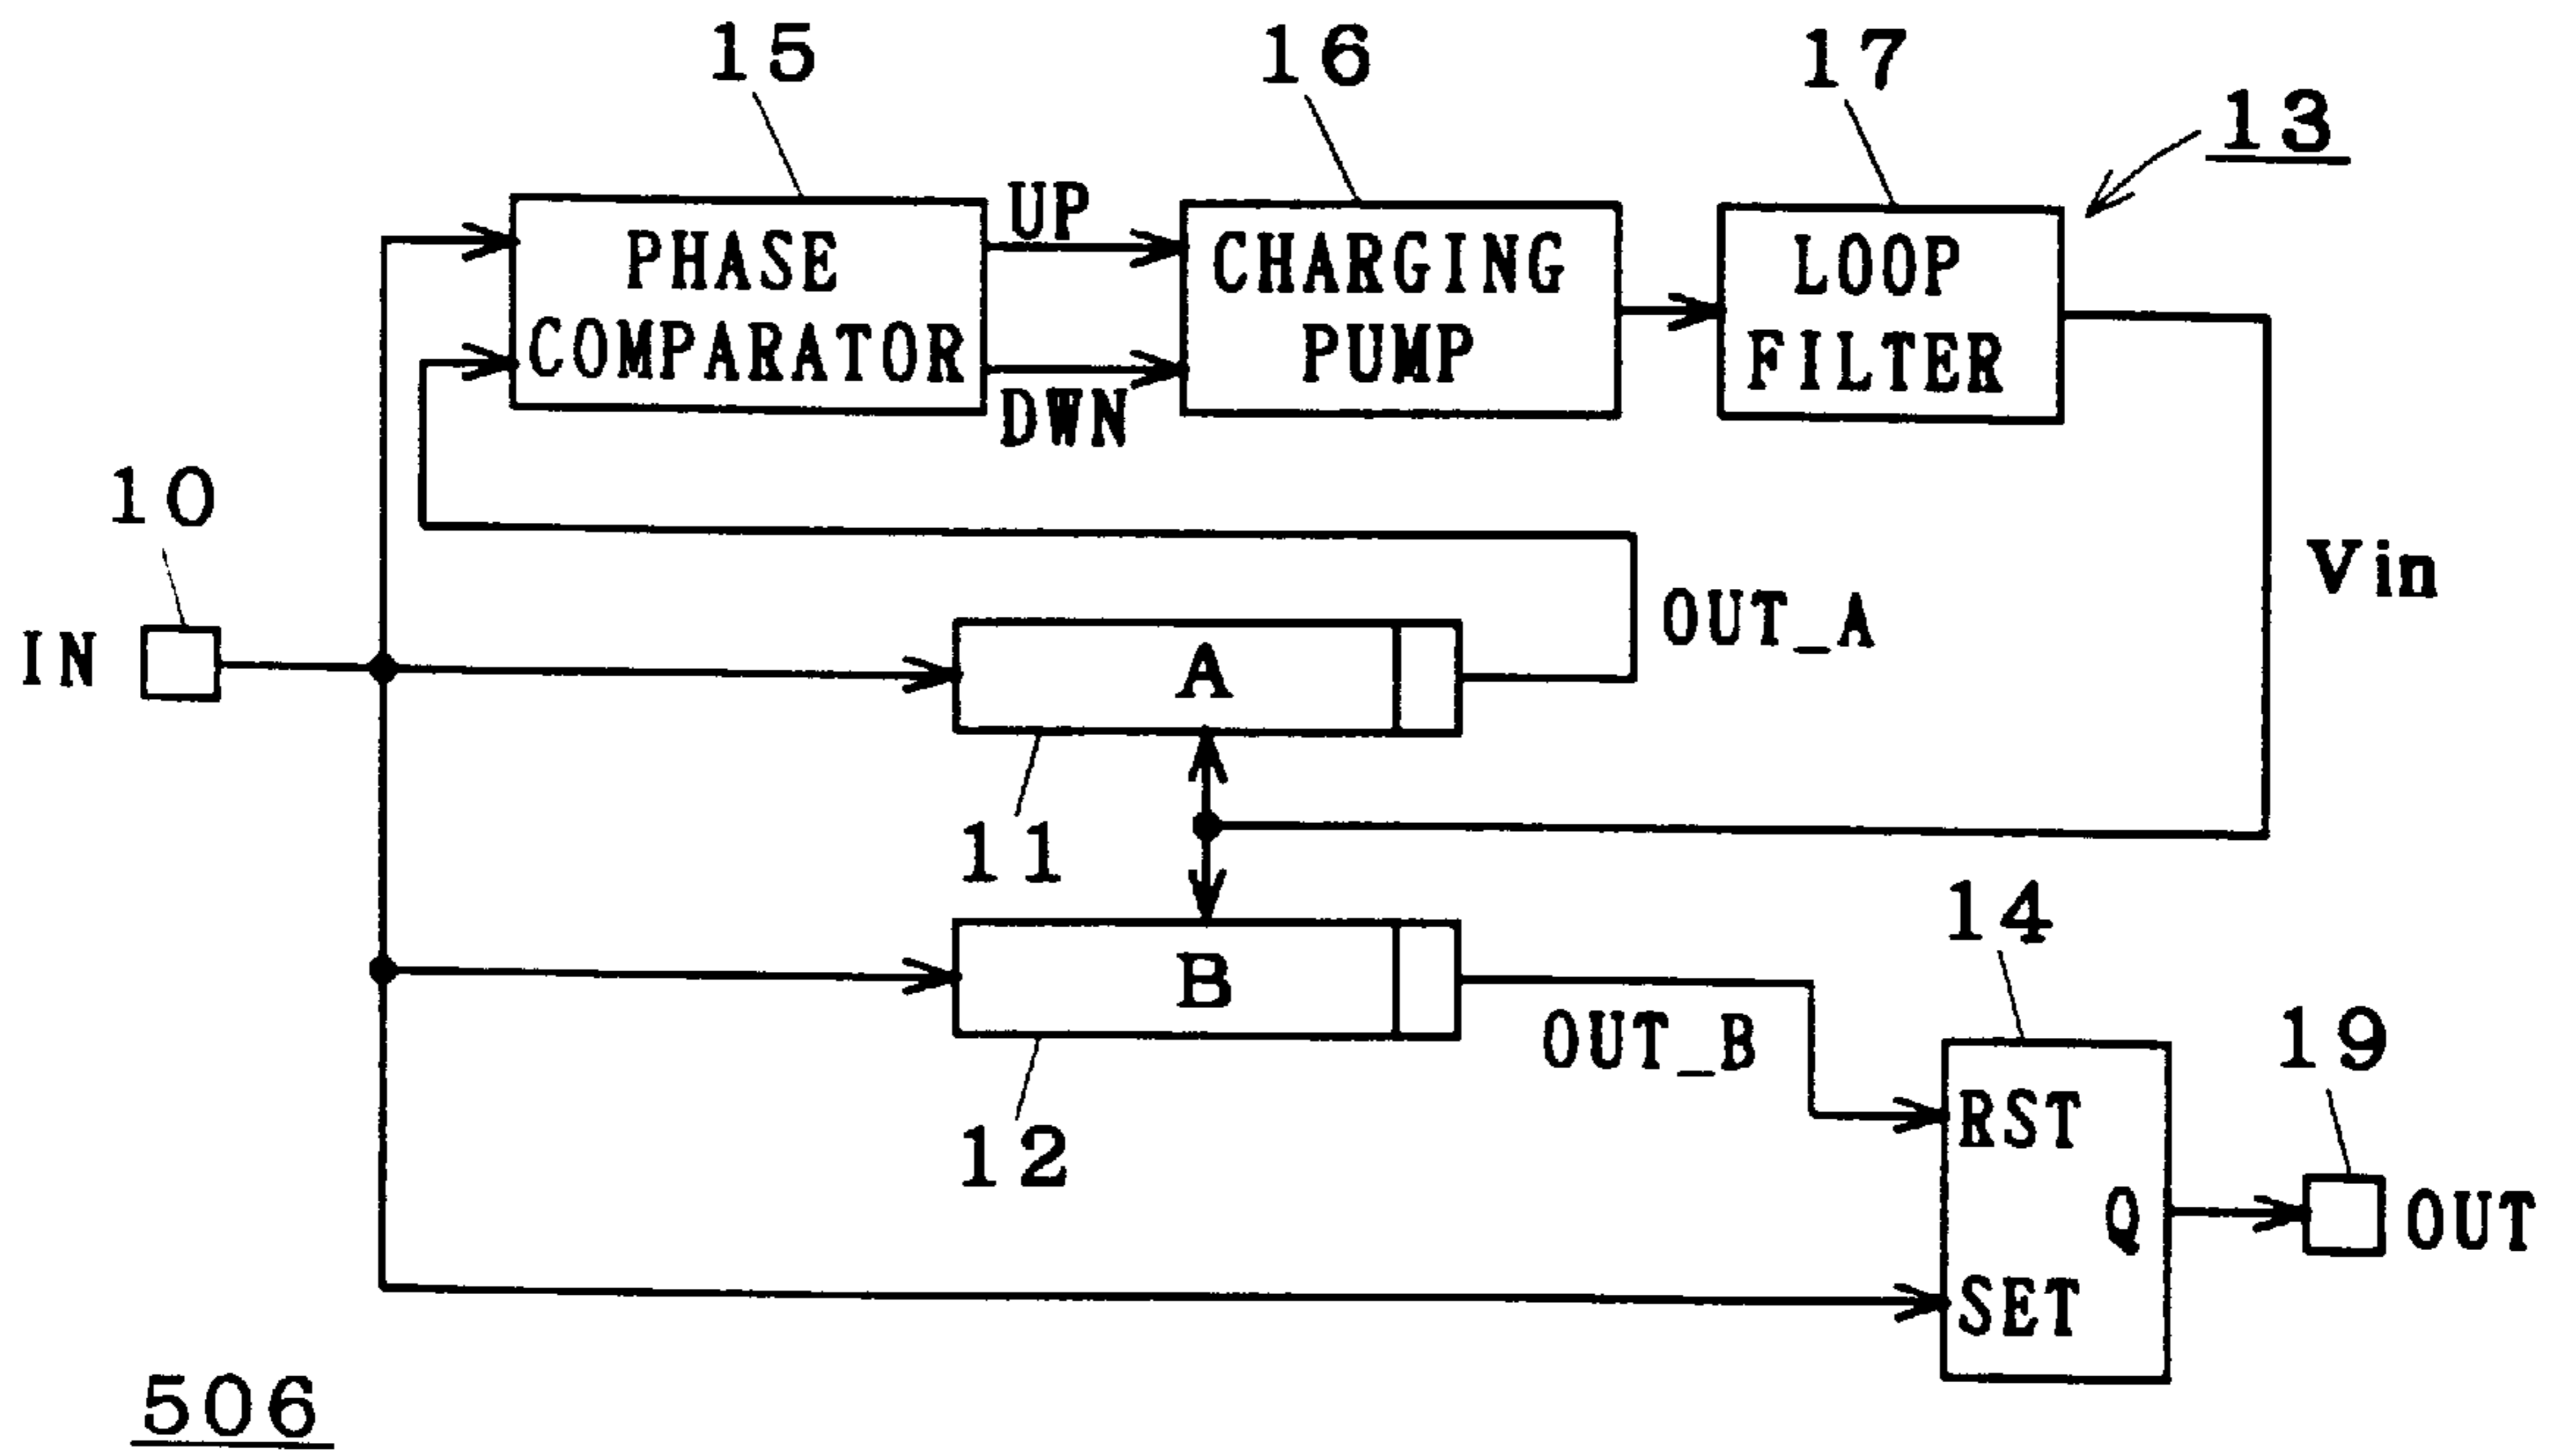 15
16
17
13
UP
PHASE
COMPARATOR
CHARGING
PUMP
LOOP
FILTER
DWN
10
Vin
IN
OUT_A
A
11
14
B
OUT_B
19
12
RST
Q
OUT
SET
506